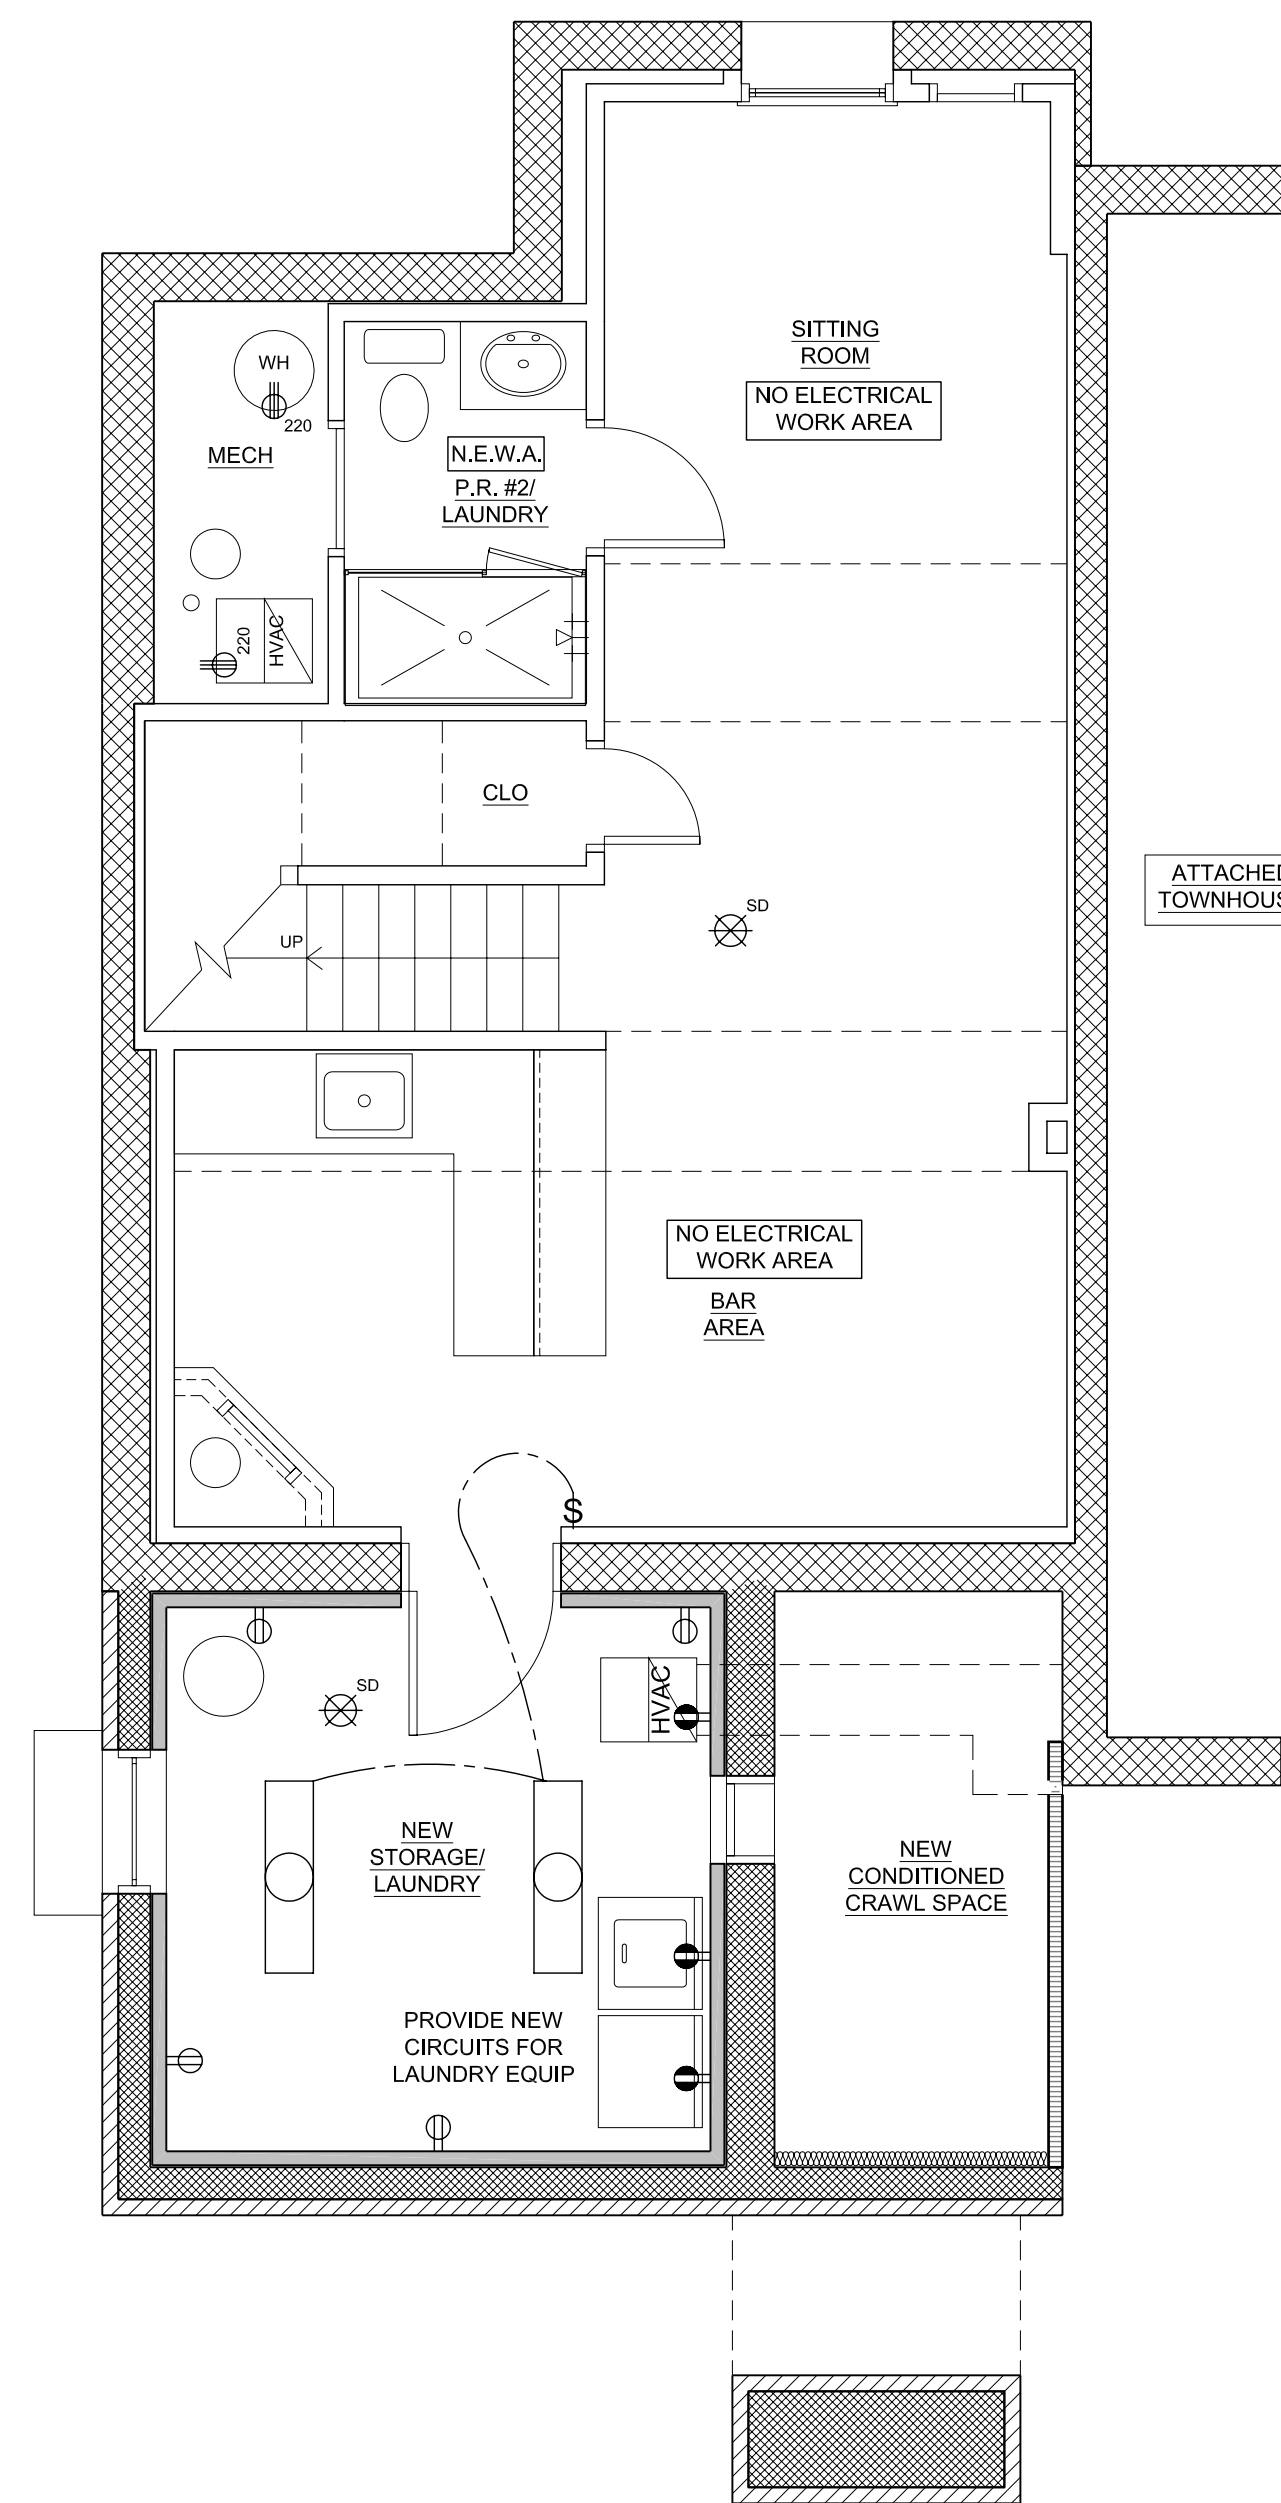 SITTING
ROOM
NO ELECTRICAL
WORK AREA
WH
220
MECH
N.E.W.A.
P.R. #2/
LAUNDRY
220
HVAC
CLO
ATTACHED
SD
UP
NO ELECTRICAL
WORK AREA
BAR
AREA
$
SD
HVAC
NEW
STORAGE/
LAUNDRY
NEW
CONDITIONED
CRAWL SPACE
PROVIDE NEW
CIRCUITS FOR
LAUNDRY EQUIP